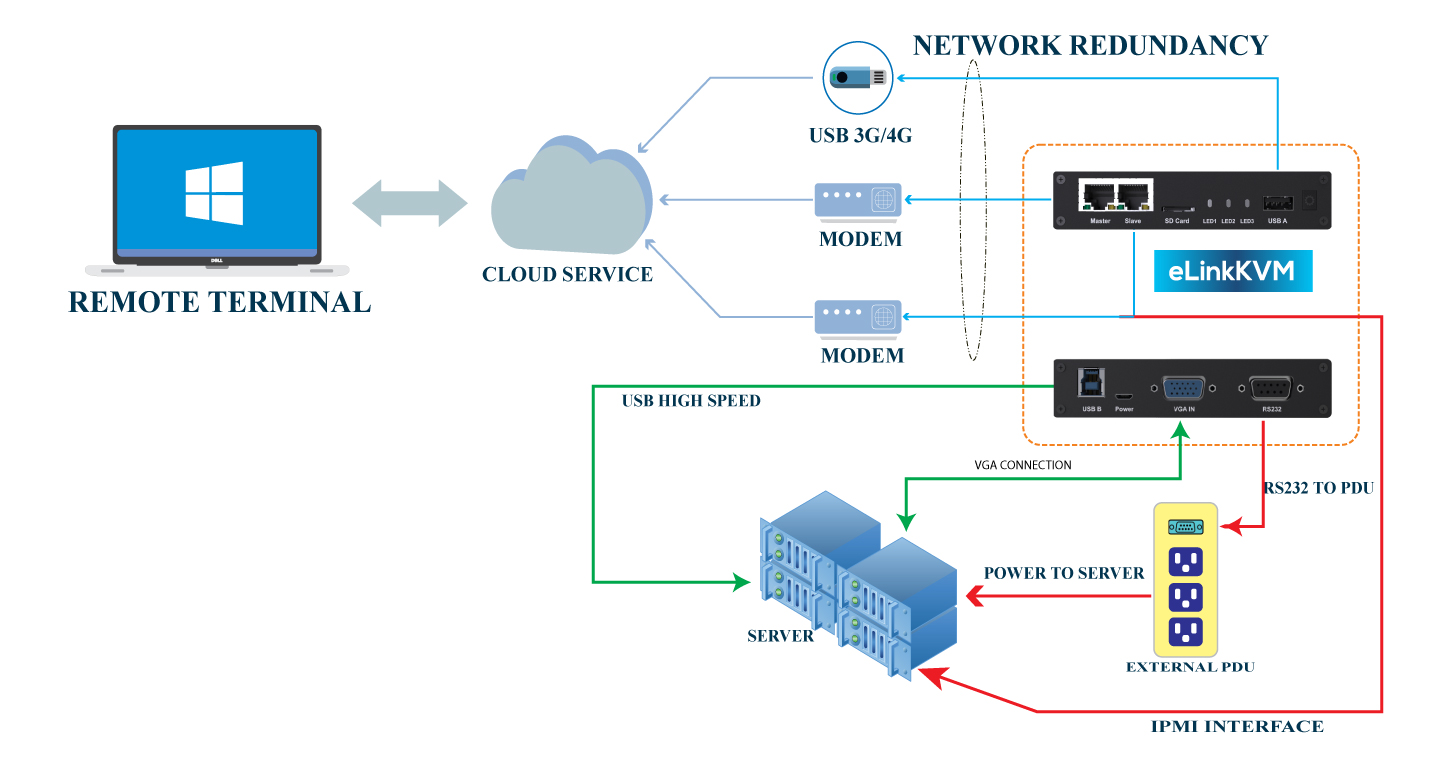 NETWORK REDUNDANCY
USB 3G/4G
REMOTE TERMINAL
DELL
CLOUD SERVICE
MODEM
MODEM
Master
Slave
SD Card
LED1
LED2
LED3
USB A
eLinkKVM
USB HIGH SPEED
USB B
Power
VGA IN
RS232
VGA CONNECTION
RS232 TO PDU
POWER TO SERVER
SERVER
EXTERNAL PDU
IPMI INTERFACE